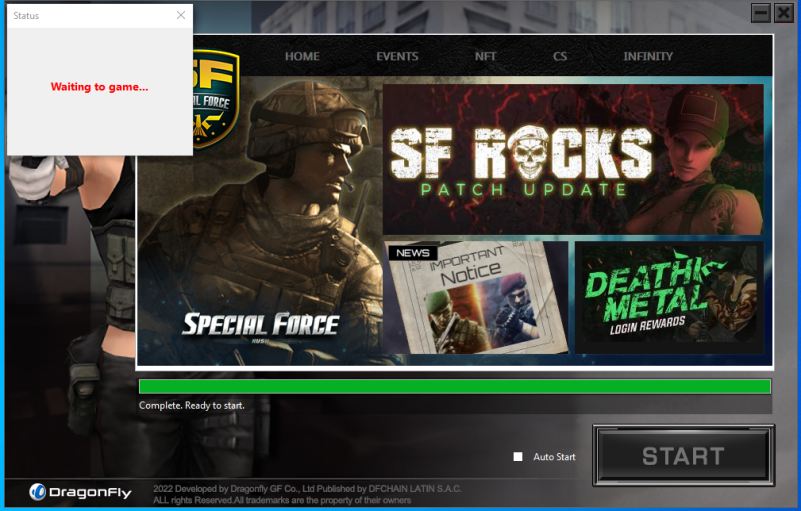 Status
Waiting to game...
HOME EVENTS NFT CS INFINITY
SF
SPECIAL FORCE
SF ROCKS
PATCH UPDATE
SPECIAL FORCE
RUSH
NEWS
IMPORTANT
Notice
DEATH
METAL
LOGIN REWARDS
Complete. Ready to start.
Auto Start
START
DRAGONFLY
2022 Developed by Dragonfly GF Co., Ltd Published by DFCHAIN LATIN S.A.C.
ALL rights Reserved.All trademarks are the property of their owners